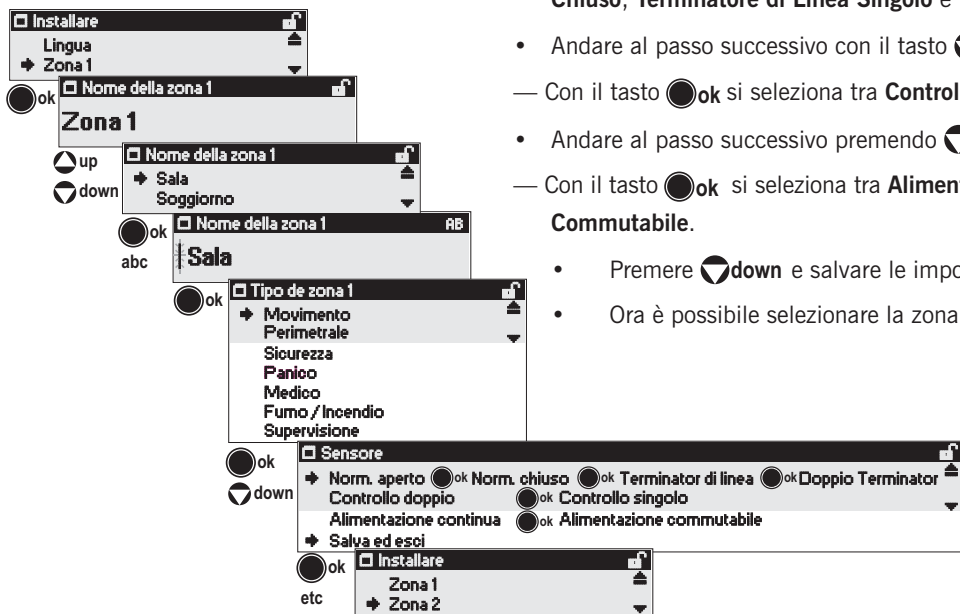 Chiuso, Terminatore di Linea Singolo e
• Andare al passo successivo con il tasto
— Con il tasto ok si seleziona tra Control
• Andare al passo successivo premendo
— Con il tasto ok si seleziona tra Aliment
Commutabile.
• Premere down e salvare le impo
• Ora è possibile selezionare la zona
Installare
Lingua
Zona 1
ok
Nome della zona 1
Zona 1
up
down
Nome della zona 1
Sala
Soggiorno
ok
abc
Nome della zona 1 AB
Sala
ok
Tipo de zona 1
Movimento
Perimetrale
Sicurezza
Panico
Medico
Fumo / Incendio
Supervisione
ok
down
Sensore
Norm. aperto ok Norm. chiuso ok Terminator di linea ok Doppio Terminator
Controllo doppio ok Controllo singolo
Alimentazione continua ok Alimentazione commutabile
Salva ed esci
ok
etc
Installare
Zona 1
Zona 2